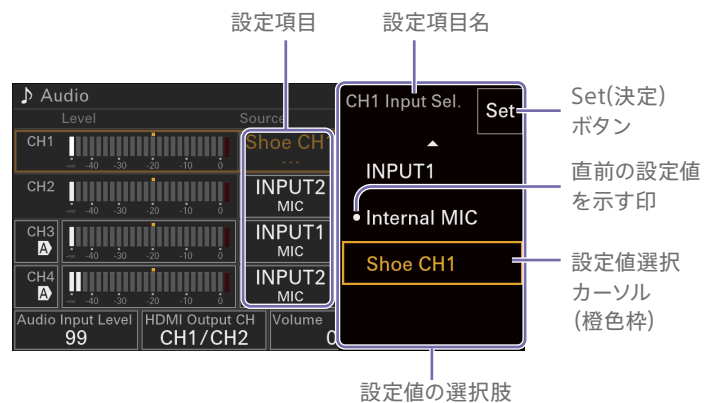 設定項目
設定項目名
♪ Audio
Level
Source
CH1
-∞ -40 -30 -20 -10 0
Shoe CH1
---
CH2
-∞ -40 -30 -20 -10 0
INPUT2
MIC
CH3
A
-∞ -40 -30 -20 -10 0
INPUT1
MIC
CH4
A
-∞ -40 -30 -20 -10 0
INPUT2
MIC
Audio Input Level
99
HDMI Output CH
CH1/CH2
Volume
0
CH1 Input Sel.
Set
INPUT1
Internal MIC
Shoe CH1
Set(決定)
ボタン
直前の設定値
を示す印
設定値選択
カーソル
(橙色枠)
設定値の選択肢